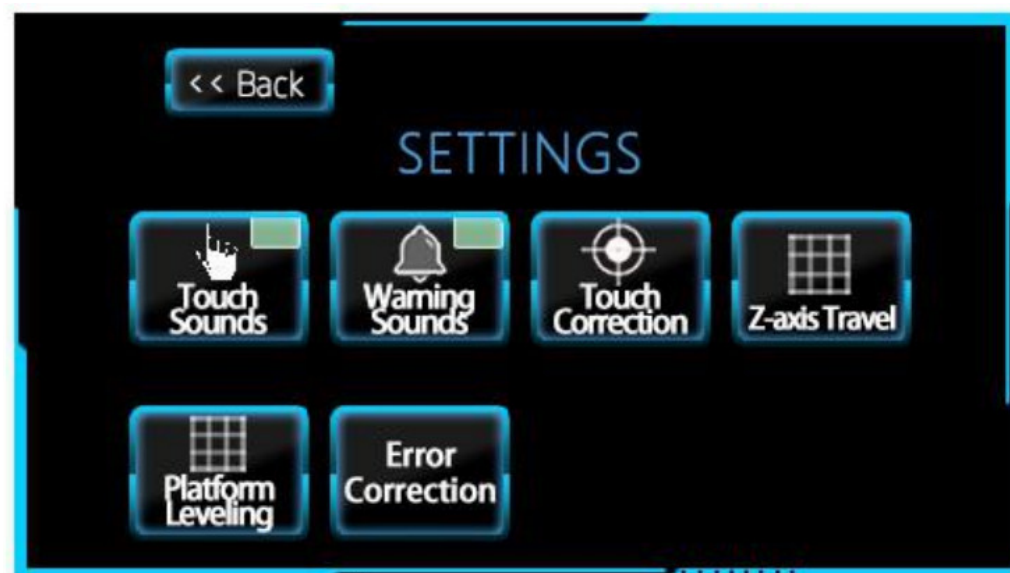 << Back
SETTINGS
Touch
Sounds
Warning
Sounds
Touch
Correction
Z-axis Travel
Platform
Leveling
Error
Correction